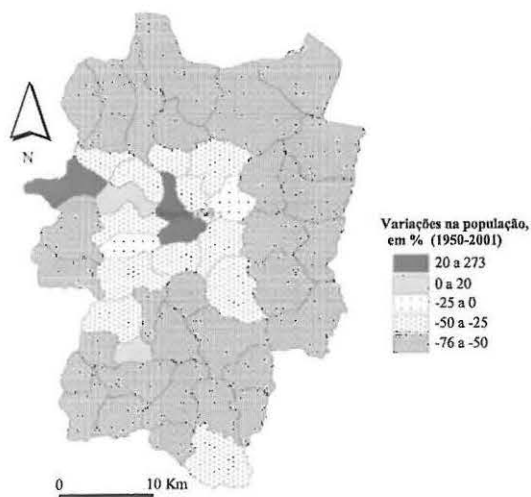 N
Variações na população,
em % (1950-2001)
20 a 273
0 a 20
-25 a 0
-50 a -25
-76 a -50
0 10 Km